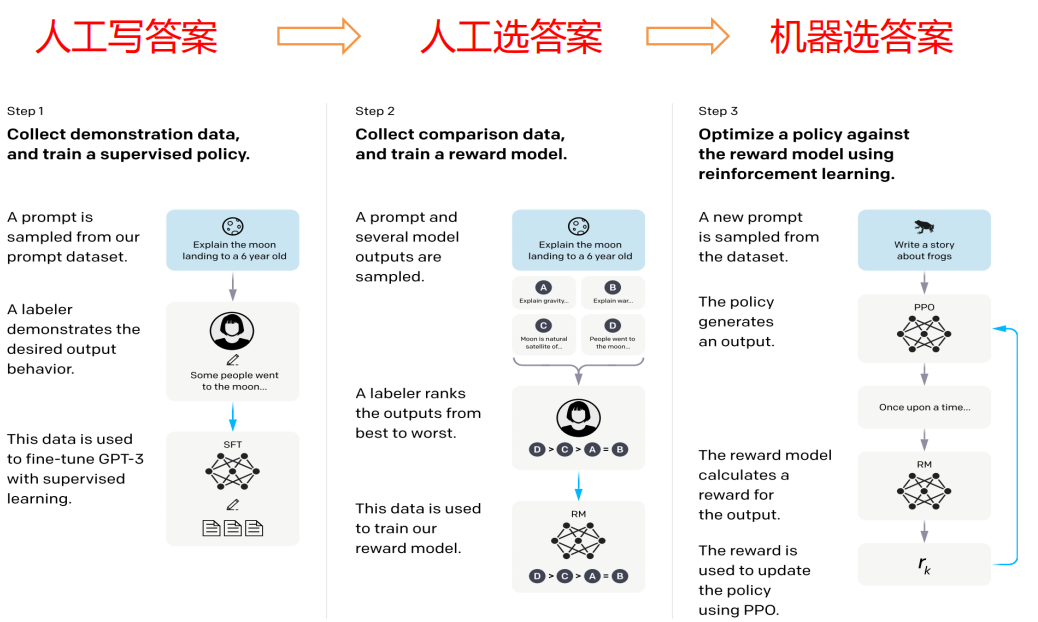 人工写答案
人工选答案
机器选答案
Step 1
Collect demonstration data,
and train a supervised policy.
A prompt is
sampled from our
prompt dataset.
Explain the moon
landing to a 6 year old
A labeler
demonstrates the
desired output
behavior.
Some people went
to the moon...
This data is used
to fine-tune GPT-3
with supervised
learning.
SFT
Step 2
Collect comparison data,
and train a reward model.
A prompt and
several model
outputs are
sampled.
Explain the moon
landing to a 6 year old
A
Explain gravity...
B
Explain war...
C
Moon is natural
satellite of...
D
People went to
the moon...
A labeler ranks
the outputs from
best to worst.
D > C > A = B
This data is used
to train our
reward model.
RM
D > C > A = B
Step 3
Optimize a policy against
the reward model using
reinforcement learning.
A new prompt
is sampled from
the dataset.
Write a story
about frogs
The policy
generates
an output.
PPO
Once upon a time...
The reward model
calculates a
reward for
the output.
RM
The reward is
used to update
the policy
using PPO.
rk